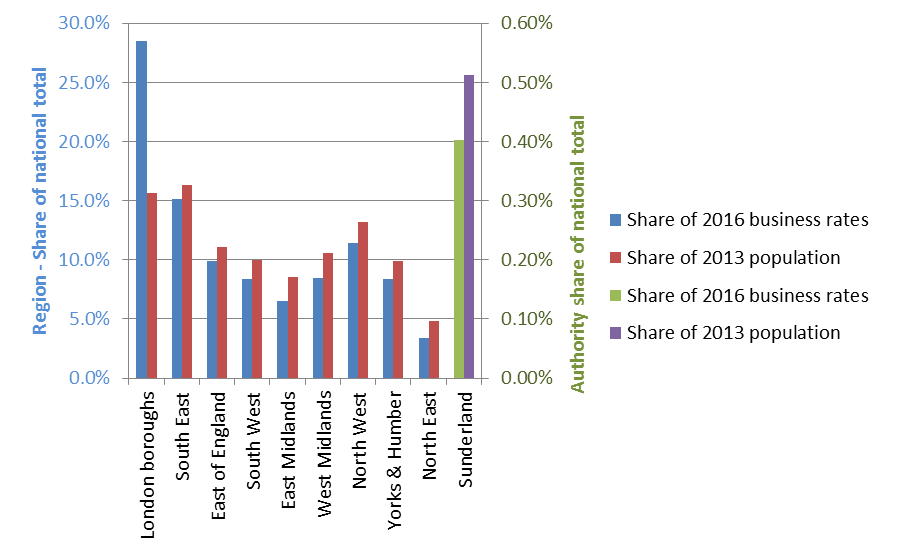 Region - Share of national total
30.0%
25.0%
20.0%
15.0%
10.0%
5.0%
0.0%
0.60%
0.50%
0.40%
0.30%
0.20%
0.10%
0.00%
Authority share of national total
London boroughs
South East
East of England
South West
East Midlands
West Midlands
North West
Yorks & Humber
North East
Sunderland
Share of 2016 business rates
Share of 2013 population
Share of 2016 business rates
Share of 2013 population